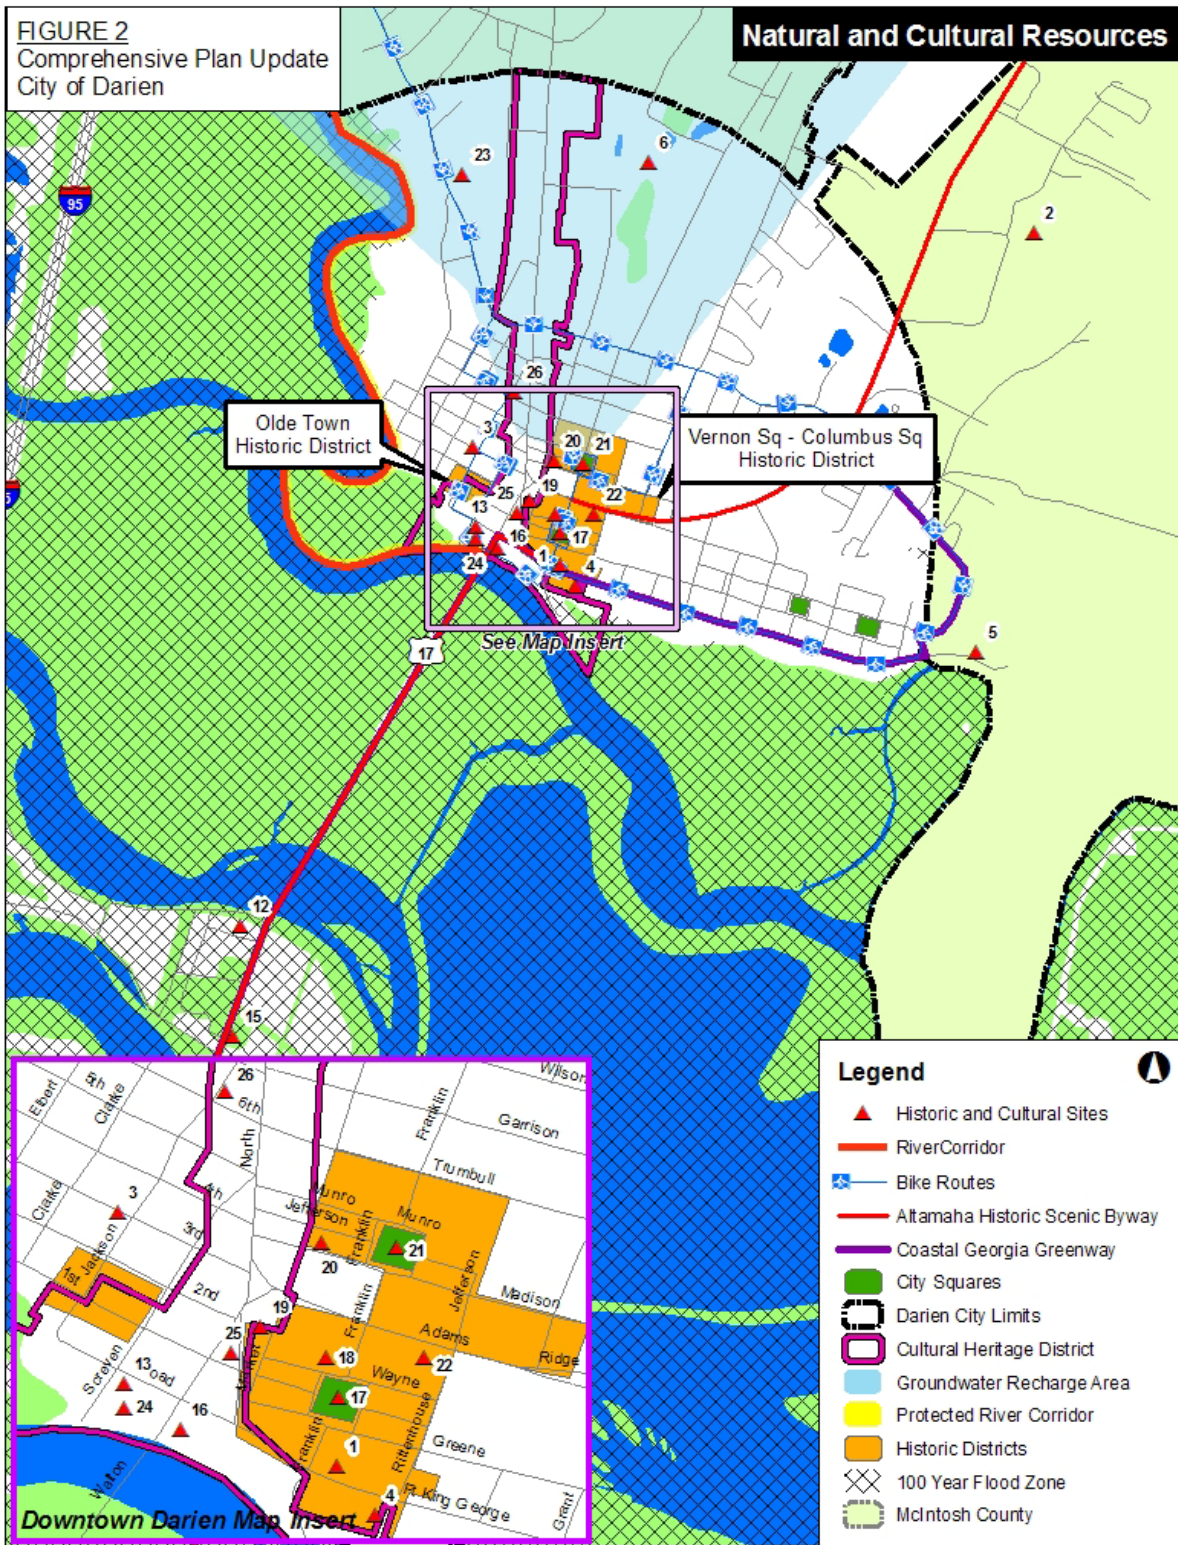 FIGURE 2
Comprehensive Plan Update
City of Darien
Natural and Cultural Resources
95
23
6
2
26
Olde Town
Historic District
Vernon Sq - Columbus Sq
Historic District
3
20
21
25
19
22
13
16
17
24
1
4
5
See Map Insert
17
5
12
15
26
Elbert
5th
Clarke
6th
North
Franklin
Wilson
Garrison
Trumbull
Clarke
3
Jackson
4th
3rd
Munro
Jefferson
Franklin
Munro
21
20
Jefferson
1st
2nd
19
Franklin
Madison
Adams
Ridge
25
Market
18
22
Wayne
Screven
13
oad
24
16
17
Franklin
Rittenhouse
Greene
1
Walton
4
Ft King George
Grant
Downtown Darien Map Insert
Legend
Historic and Cultural Sites
RiverCorridor
Bike Routes
Altamaha Historic Scenic Byway
Coastal Georgia Greenway
City Squares
Darien City Limits
Cultural Heritage District
Groundwater Recharge Area
Protected River Corridor
Historic Districts
100 Year Flood Zone
McIntosh County